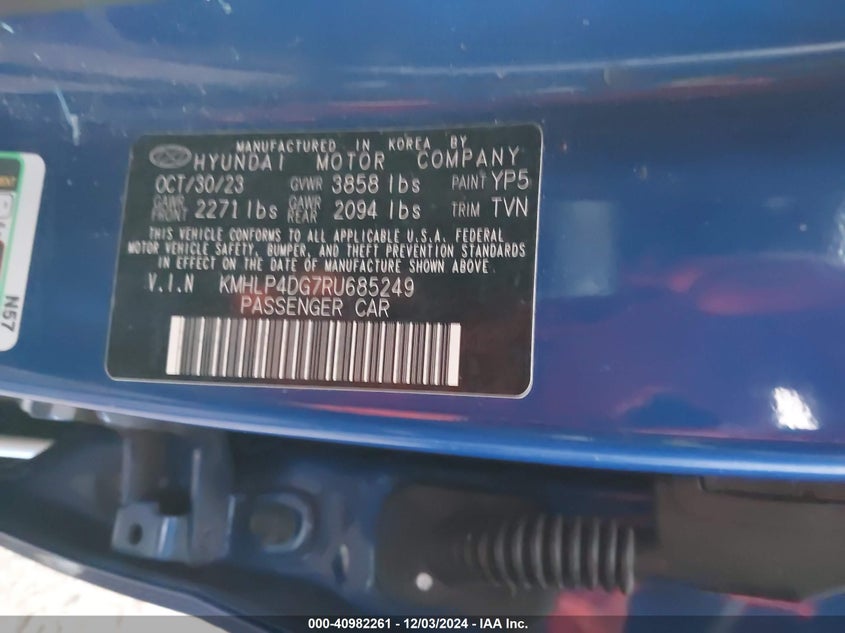 MANUFACTURED IN KOREA BY
HYUNDAI MOTOR COMPANY
OCT/30/23 GVWR 3858 lbs PAINT YP5
GAWR FRONT 2271 lbs GAWR REAR 2094 lbs TRIM TVN
THIS VEHICLE CONFORMS TO ALL APPLICABLE U.S.A. FEDERAL
MOTOR VEHICLE SAFETY, BUMPER, AND THEFT PREVENTION STANDARDS
IN EFFECT ON THE DATE OF MANUFACTURE SHOWN ABOVE.
V.I.N KMHLP4DG7RU685249
PASSENGER CAR
N57
000-40982261 - 12/03/2024 - IAA Inc.